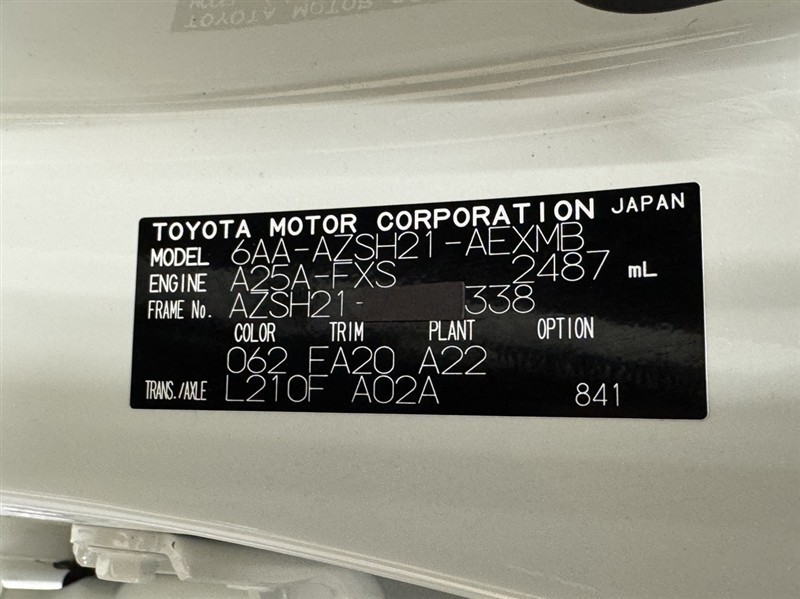 TOYOTA MOTOR CORPORATION JAPAN
MODEL 6AA-AZSH21-AEXMB
ENGINE A25A-FXS 2487 mL
FRAME No. AZSH21- 338
COLOR TRIM PLANT OPTION
062 FA20 A22
TRANS./AXLE L210F A02A 841